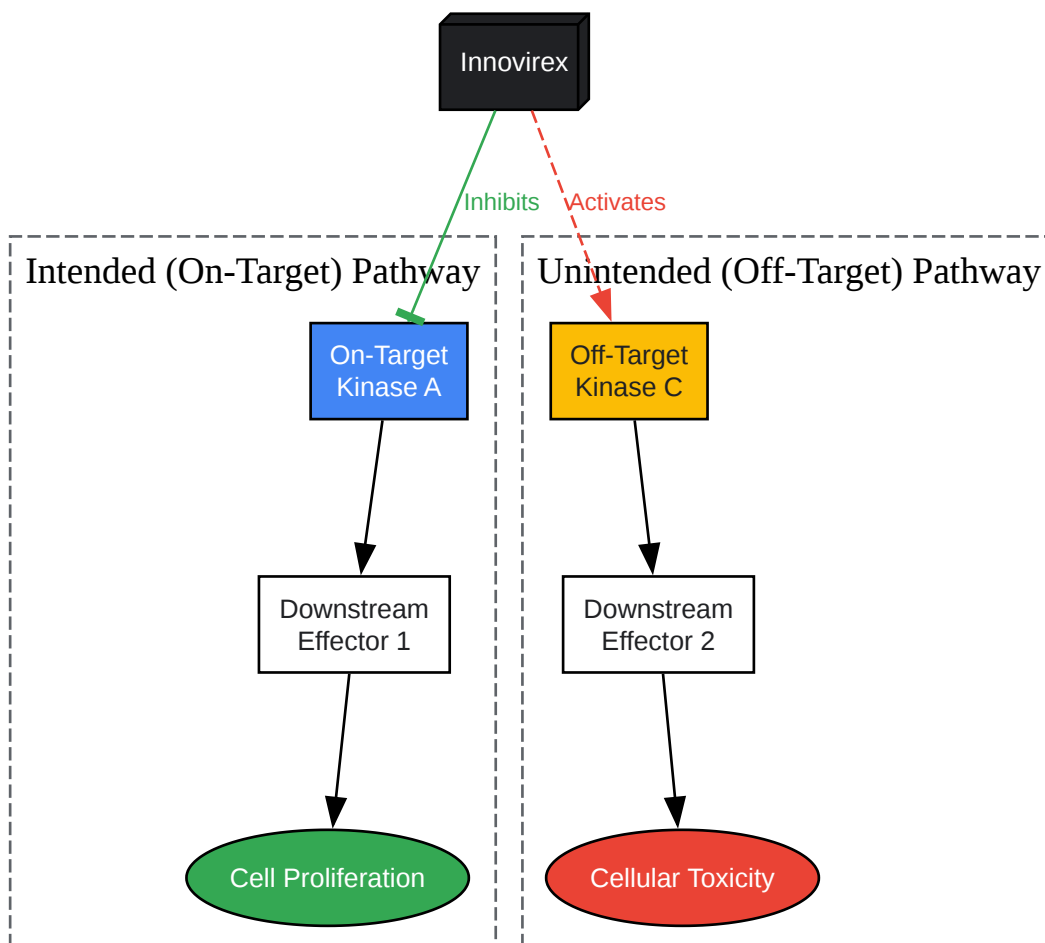 Innovirex
Inhibits
Activates
Intended (On-Target) Pathway
Unintended (Off-Target) Pathway
On-Target
Kinase A
Off-Target
Kinase C
Downstream
Effector 1
Downstream
Effector 2
Cell Proliferation
Cellular Toxicity